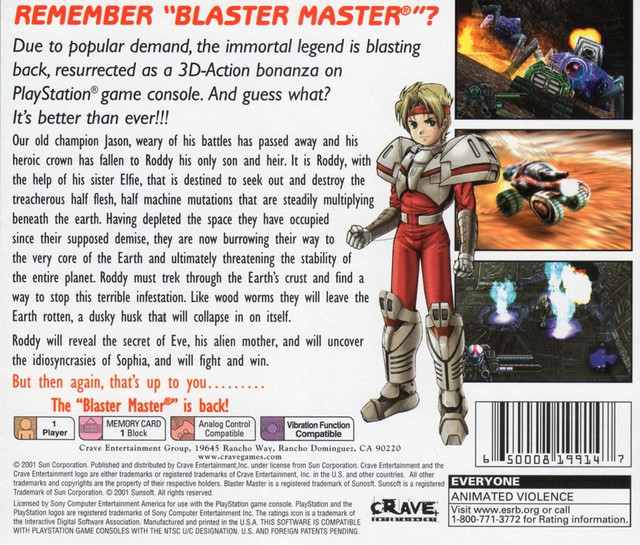 REMEMBER "BLASTER MASTER®"?
Due to popular demand, the immortal legend is blasting
back, resurrected as a 3D-Action bonanza on
PlayStation® game console. And guess what?
It's better than ever!!!
Our old champion Jason, weary of his battles has passed away and his
heroic crown has fallen to Roddy his only son and heir. It is Roddy, with
the help of his sister Elfie, that is destined to seek out and destroy the
treacherous half flesh, half machine mutations that are steadily multiplying
beneath the earth. Having depleted the space they have occupied
since their supposed demise, they are now burrowing their way to
the very core of the Earth and ultimately threatening the stability of
the entire planet. Roddy must trek through the Earth's crust and find a
way to stop this terrible infestation. Like wood worms they will leave the
Earth rotten, a dusky husk that will collapse in on itself.
Roddy will reveal the secret of Eve, his alien mother, and will uncover
the idiosyncrasies of Sophia, and will fight and win.
But then again, that's up to you.........
The "Blaster Master®" is back!
1
Player
MEMORY CARD
1 Block
Analog Control
Compatible
Vibration Function
Compatible
Crave Entertainment Group, 19645 Rancho Way, Rancho Dominguez, CA 90220
www.cravegames.com
© 2001 Sun Corporation. Published and distributed by Crave Entertainment,Inc. under license from Sun Corporation. Crave Entertainment and the
Crave Entertainment logo are either trademarks or registered trademarks of Crave Entertainment, Inc. in the U.S. and other countries. All other
trademarks and copyrights are the property of their respective holders. Blaster Master is a registered trademark of Sunsoft. Sunsoft is a registered
Trademark of Sun Corporation. © 2001 Sunsoft. All rights reserved.
Licensed by Sony Computer Entertainment America for use with the PlayStation game console. PlayStation and the
PlayStation logos are registered trademarks of Sony Computer Entertainment Inc. The ratings icon is a trademark of
the Interactive Digital Software Association. Manufactured and printed in the U.S.A. THIS SOFTWARE IS COMPATIBLE
WITH PLAYSTATION GAME CONSOLES WITH THE NTSC U/C DESIGNATION. U.S. AND FOREIGN PATENTS PENDING.
CRAVE
ENTERTAINMENT
6 50008 19914 7
EVERYONE
ANIMATED VIOLENCE
Visit www.esrb.org or call
1-800-771-3772 for Rating information.